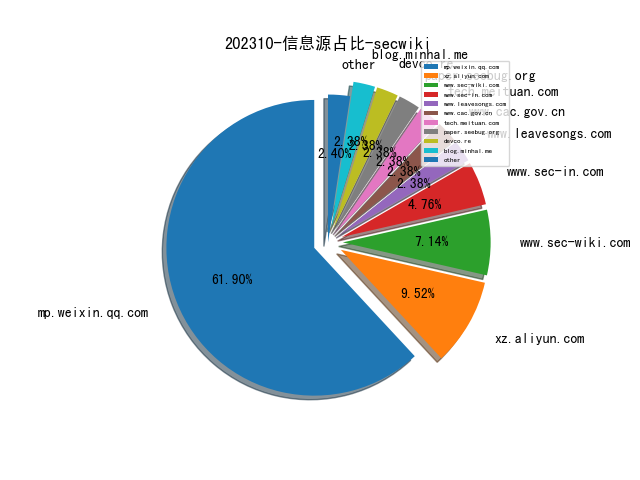 202310-信息源占比-secwiki
blog.minhal.me
other
devco.re
paper.seebug.org
tech.meituan.com
www.cac.gov.cn
www.leavesongs.com
www.sec-in.com
www.sec-wiki.com
xz.aliyun.com
mp.weixin.qq.com
2.40%
2.38%
2.38%
2.38%
2.38%
2.38%
2.38%
4.76%
7.14%
9.52%
61.90%
mp.weixin.qq.com
xz.aliyun.com
www.sec-wiki.com
www.sec-in.com
www.leavesongs.com
www.cac.gov.cn
tech.meituan.com
paper.seebug.org
devco.re
blog.minhal.me
other